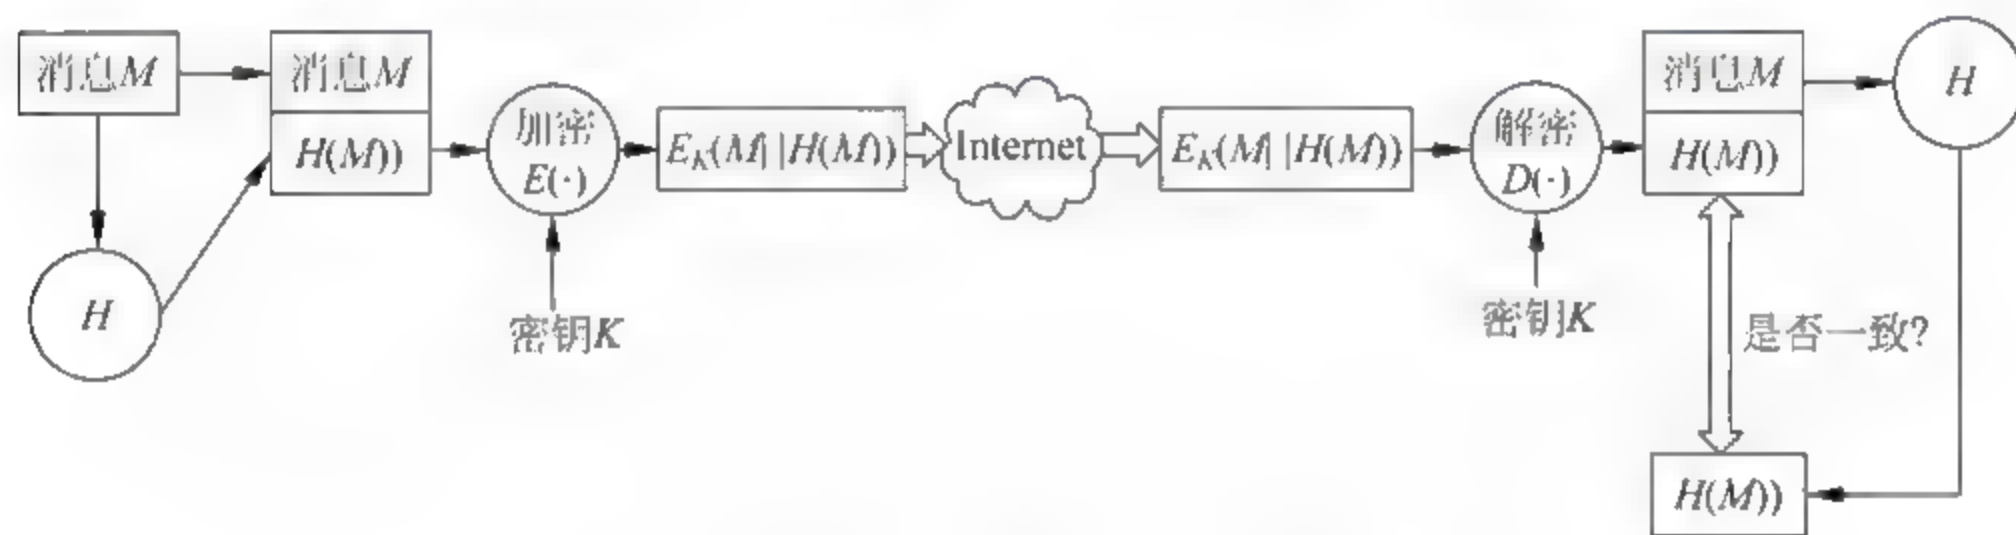 消息M
消息M
H(M))
H
加密
E(·)
密钥K
E_K(M||H(M))
Internet
E_K(M||H(M))
解密
D(·)
密钥K
消息M
H(M))
H
是否一致?
H(M))